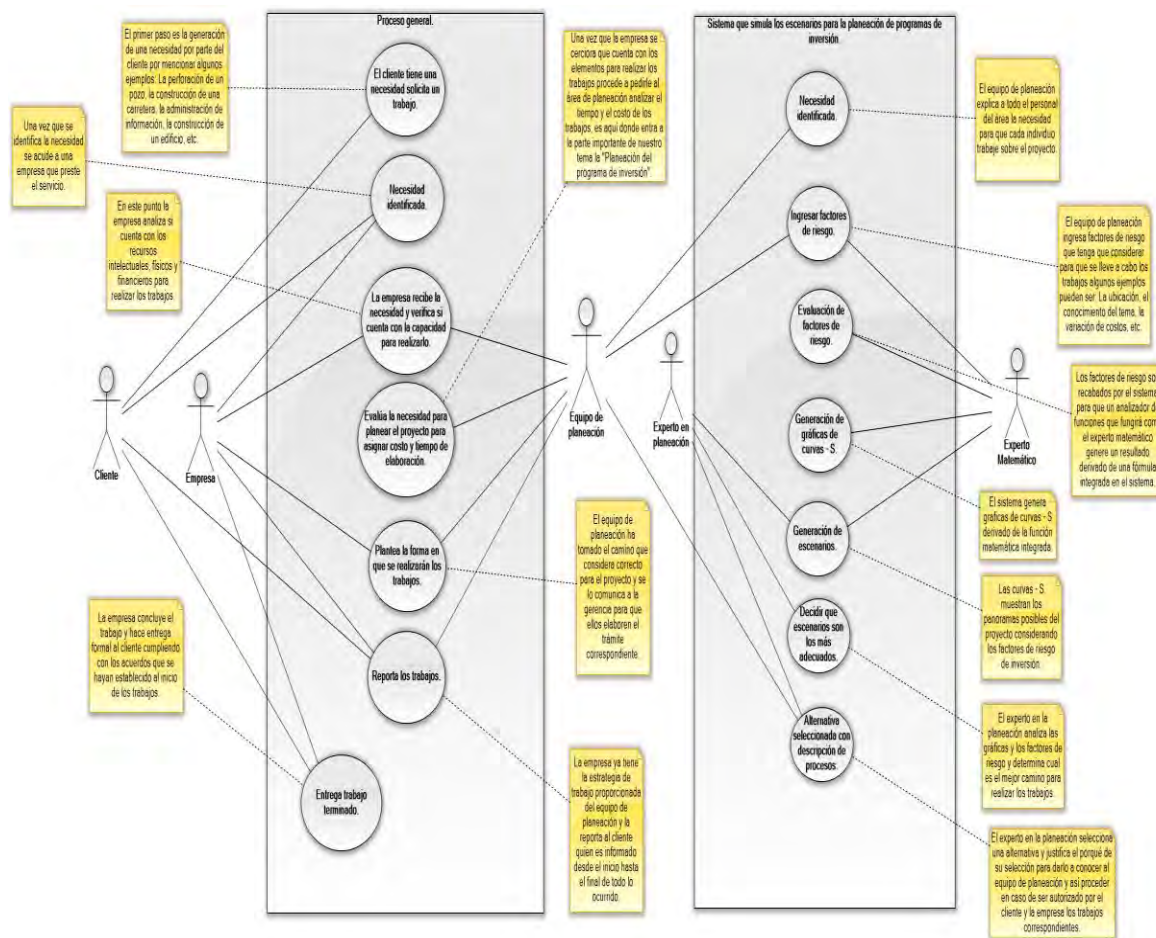 Proceso general.
El cliente tiene una
necesidad solicita un
trabajo.
Necesidad
identificada.
La empresa recibe la
necesidad y verifica si
cuenta con la capacidad
para realizarlo.
Evalúa la necesidad para
planear el proyecto para
asignar costo y tiempo de
elaboración.
Plantea la forma en
que se realizarán los
trabajos.
Reporta los trabajos.
Entrega trabajo
terminado.
El primer paso es la generación
de una necesidad por parte del
cliente por mencionar algunos
ejemplos: La perforación de un
pozo, la construcción de una
carretera, la administración de
información, la construcción de
un edificio, etc.
Una vez que se
identifica la necesidad
se acude a una
empresa que preste
el servicio.
En este punto la
empresa analiza si
cuenta con los
recursos
intelectuales, físicos y
financieros para
realizar los trabajos.
La empresa concluye el
trabajo y hace entrega
formal al cliente cumpliendo
con los acuerdos que se
hayan establecido al inicio
de los trabajos.
Cliente
Empresa
Una vez que la empresa se
cerciora que cuenta con los
elementos para realizar los
trabajos procede a pedirle al
área de planeación analizar el
tiempo y el costo de los
trabajos, es aquí donde entra a
la parte importante de nuestro
tema la "Planeación del
programa de inversión".
Equipo de
planeación
Experto en
planeación
El equipo de
planeación ha
tomado el camino que
considera correcto
para el proyecto y se
lo comunica a la
gerencia para que
ellos elaboren el
trámite
correspondiente.
La empresa ya tiene
la estrategia de
trabajo proporcionada
del equipo de
planeación y la
reporta al cliente
quien es informado
desde el inicio hasta
el final de todo lo
ocurrido.
Sistema que simula los escenarios para la planeación de programas de
inversión.
Necesidad
identificada.
Ingresar factores
de riesgo.
Evaluación de
factores de
riesgo.
Generación de
gráficas de
curvas - S.
Generación de
escenarios.
Decidir que
escenarios son los
más adecuados.
Alternativa
seleccionada con
descripción de
procesos.
Experto
Matemático
El equipo de planeación
explica a todo el personal
del área la necesidad
para que cada individuo
trabaje sobre el proyecto.
El equipo de planeación
ingresa factores de riesgo
que tenga que considerar
para que se lleve a cabo los
trabajos algunos ejemplos
pueden ser: La ubicación, el
conocimiento del tema, la
variación de costos, etc.
Los factores de riesgo so
recabados por el sistema
para que un analizador de
funciones que fungirá com
el experto matemático
genere un resultado
derivado de una fórmula
integrada en el sistema.
El sistema genera
gráficas de curvas - S
derivado de la función
matemática integrada.
Las curvas - S
muestran los
panoramas posibles del
proyecto considerando
los factores de riesgo
de inversión.
El experto en la
planeación analiza las
gráficas y los factores de
riesgo y determina cual
es el mejor camino para
realizar los trabajos.
El experto en la planeación selecciona
una alternativa y justifica el porqué de
su selección para darlo a conocer al
equipo de planeación y así proceder
en caso de ser autorizado por el
cliente y la empresa los trabajos
correspondientes.